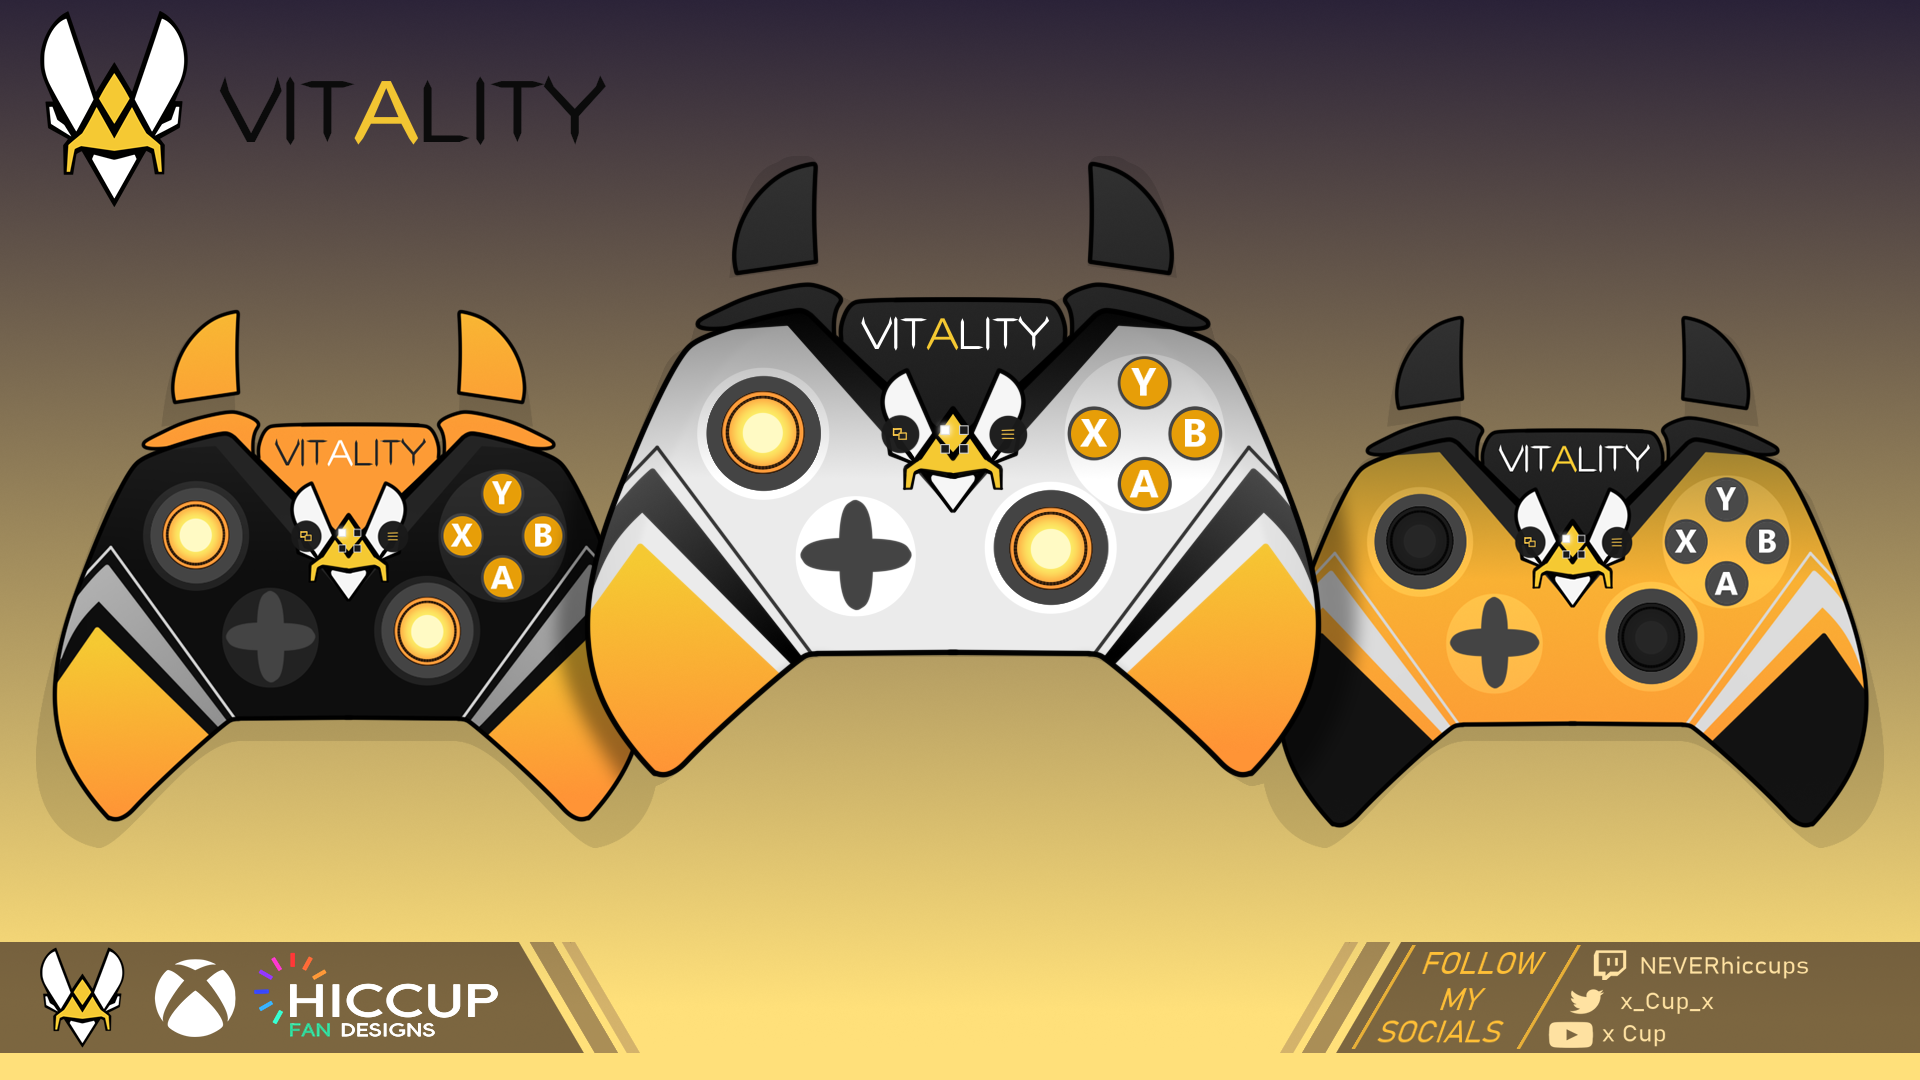 VITALITY
VITALITY
Y
X B
A
VITALITY
Y
X B
A
VITALITY
Y
X B
A
HICCUP
FAN DESIGNS
FOLLOW
MY
SOCIALS
NEVERhiccups
x_Cup_x
x Cup